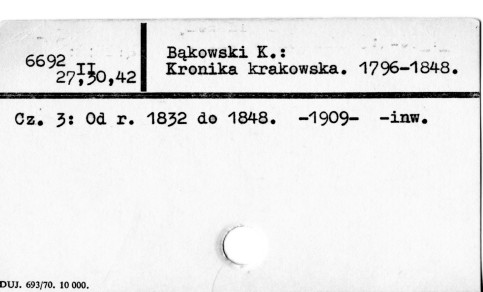 6692 II
27,30,42
Bąkowski K.:
Kronika krakowska. 1796-1848.
Cz. 3: Od r. 1832 do 1848. -1909- -inw.
DUJ. 693/70. 10 000.